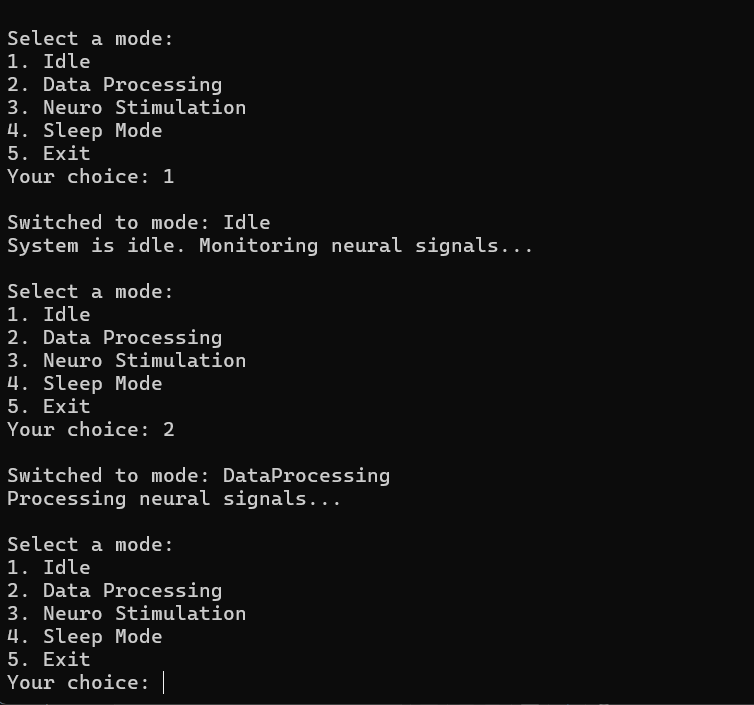 Select a mode:
1. Idle
2. Data Processing
3. Neuro Stimulation
4. Sleep Mode
5. Exit
Your choice: 1
Switched to mode: Idle
System is idle. Monitoring neural signals...
Select a mode:
1. Idle
2. Data Processing
3. Neuro Stimulation
4. Sleep Mode
5. Exit
Your choice: 2
Switched to mode: DataProcessing
Processing neural signals...
Select a mode:
1. Idle
2. Data Processing
3. Neuro Stimulation
4. Sleep Mode
5. Exit
Your choice: